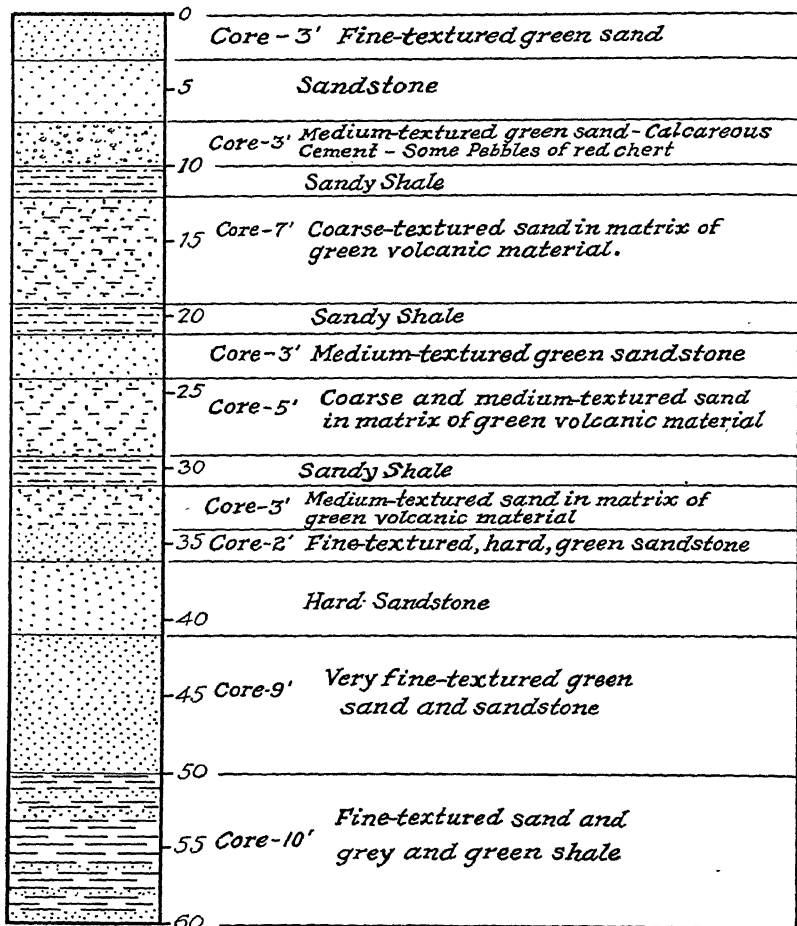 0
Core - 3' Fine-textured green sand
5
Sandstone
Core-3' Medium-textured green sand - Calcareous
Cement - Some Pebbles of red chert
10
Sandy Shale
15 Core-7' Coarse-textured sand in matrix of
green volcanic material.
20
Sandy Shale
Core-3' Medium-textured green sandstone
25
Core-5' Coarse and medium-textured sand
in matrix of green volcanic material
30
Sandy Shale
Core-3' Medium-textured sand in matrix of
green volcanic material
35 Core-2' Fine-textured, hard, green sandstone
Hard Sandstone
40
45 Core-9' Very fine-textured green
sand and sandstone
50
Fine-textured sand and
55 Core-10' grey and green shale
60